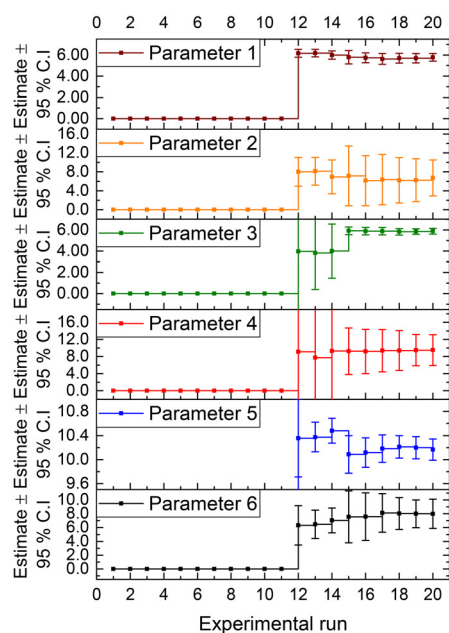 0 2 4 6 8 10 12 14 16 18 20
Estimate ± 95 % C.I
6.00
4.00
2.00
0.00
Parameter 1
Estimate ± 95 % C.I
16.0
12.0
8.0
4.0
0.0
Parameter 2
Estimate ± 95 % C.I
6.00
4.00
2.00
0.00
Parameter 3
Estimate ± 95 % C.I
16.0
12.0
8.0
4.0
0.0
Parameter 4
Estimate ± 95 % C.I
10.8
10.4
10.0
9.6
Parameter 5
Estimate ± 95 % C.I
10.0
8.0
6.0
4.0
2.0
0.0
Parameter 6
0 2 4 6 8 10 12 14 16 18 20
Experimental run